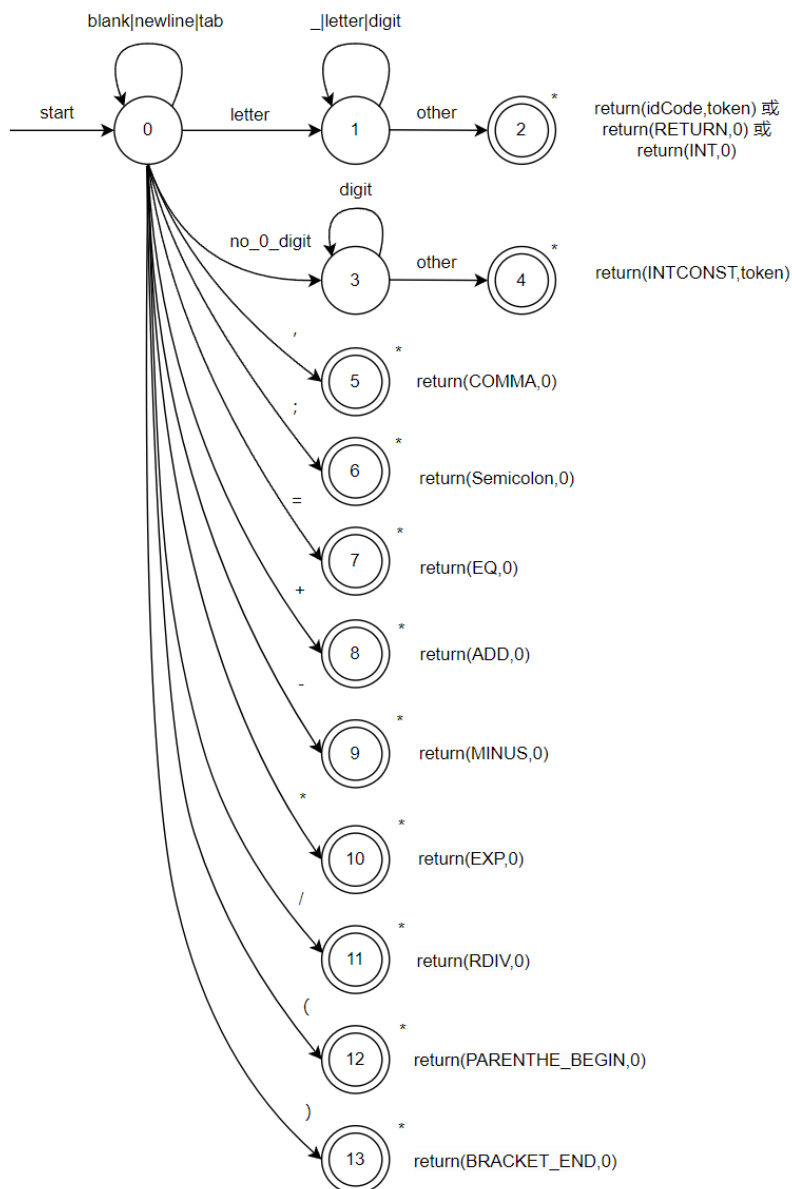 blank|newline|tab
_|letter|digit
start
0
letter
1
other
2
*
return(idCode,token) 或
return(RETURN,0) 或
return(INT,0)
digit
no_0_digit
3
other
4
*
return(INTCONST,token)
,
5
*
return(COMMA,0)
;
6
*
return(Semicolon,0)
=
7
*
return(EQ,0)
+
8
*
return(ADD,0)
-
9
*
return(MINUS,0)
*
10
*
return(EXP,0)
/
11
*
return(RDIV,0)
(
12
*
return(PARENTHE_BEGIN,0)
)
13
*
return(BRACKET_END,0)